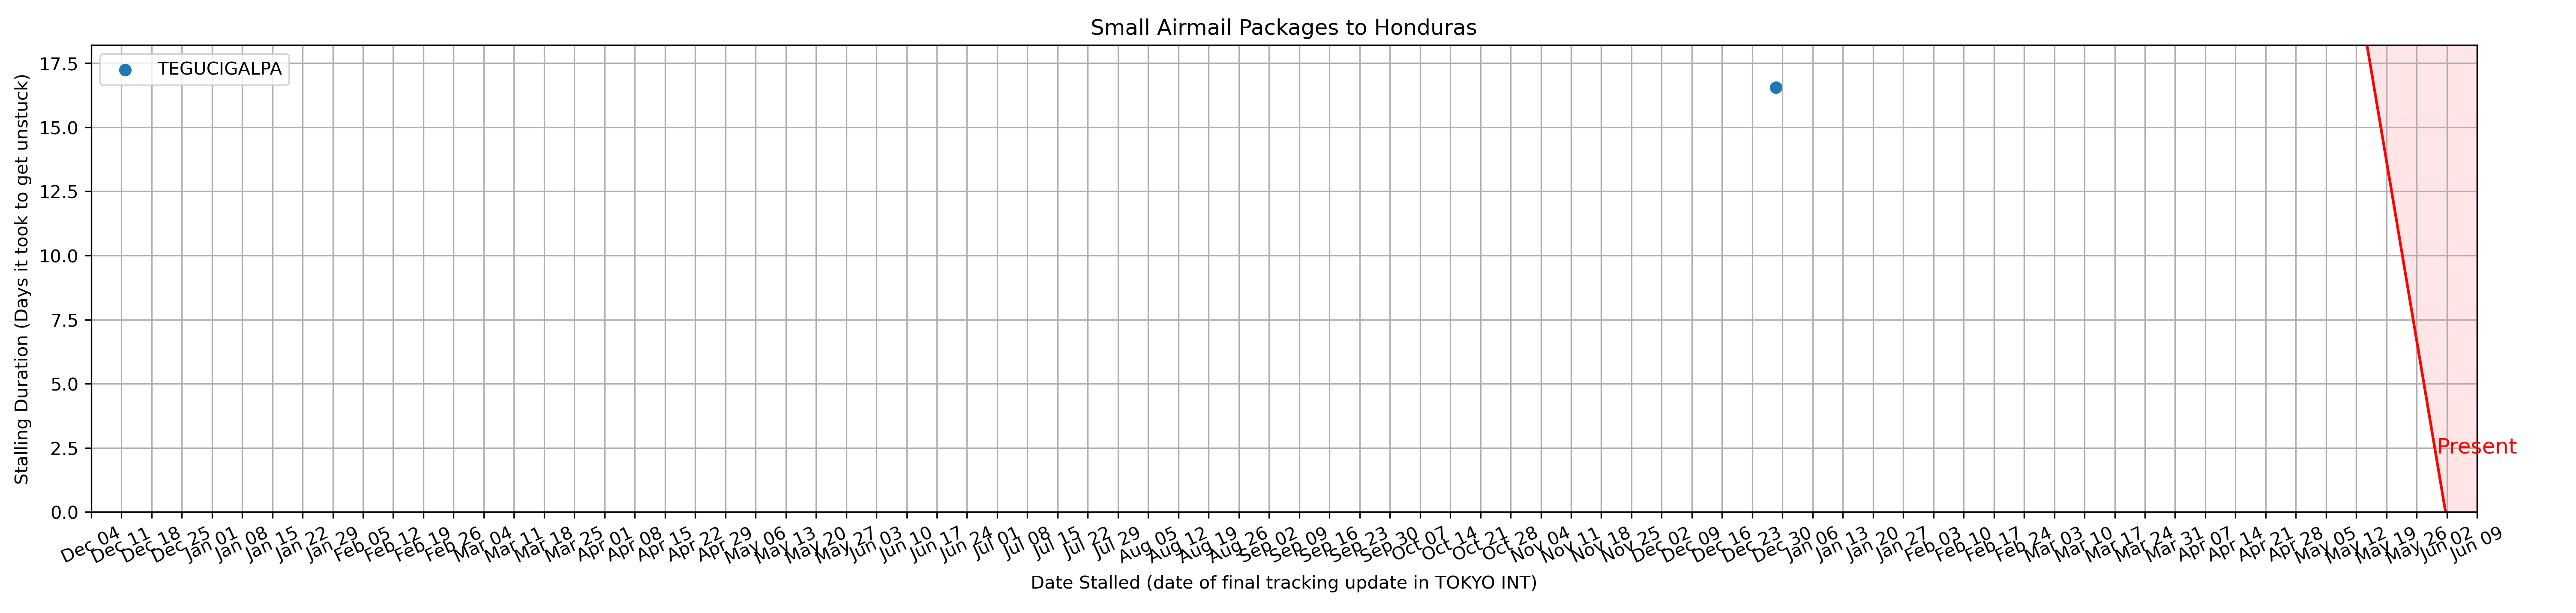 Small Airmail Packages to Honduras
TEGUCIGALPA
Stalling Duration (Days it took to get unstuck)
17.5
15.0
12.5
10.0
7.5
5.0
2.5
0.0
Present
Dec 04
Dec 11
Dec 18
Dec 25
Jan 01
Jan 08
Jan 15
Jan 22
Jan 29
Feb 05
Feb 12
Feb 19
Feb 26
Mar 04
Mar 11
Mar 18
Mar 25
Apr 01
Apr 08
Apr 15
Apr 22
Apr 29
May 06
May 13
May 20
May 27
Jun 03
Jun 10
Jun 17
Jun 24
Jul 01
Jul 08
Jul 15
Jul 22
Jul 29
Aug 05
Aug 12
Aug 19
Aug 26
Sep 02
Sep 09
Sep 16
Sep 23
Sep 30
Oct 07
Oct 14
Oct 21
Oct 28
Nov 04
Nov 11
Nov 18
Nov 25
Dec 02
Dec 09
Dec 16
Dec 23
Dec 30
Jan 06
Jan 13
Jan 20
Jan 27
Feb 03
Feb 10
Feb 17
Feb 24
Mar 03
Mar 10
Mar 17
Mar 24
Mar 31
Apr 07
Apr 14
Apr 21
Apr 28
May 05
May 12
May 19
May 26
Jun 02
Jun 09
Date Stalled (date of final tracking update in TOKYO INT)